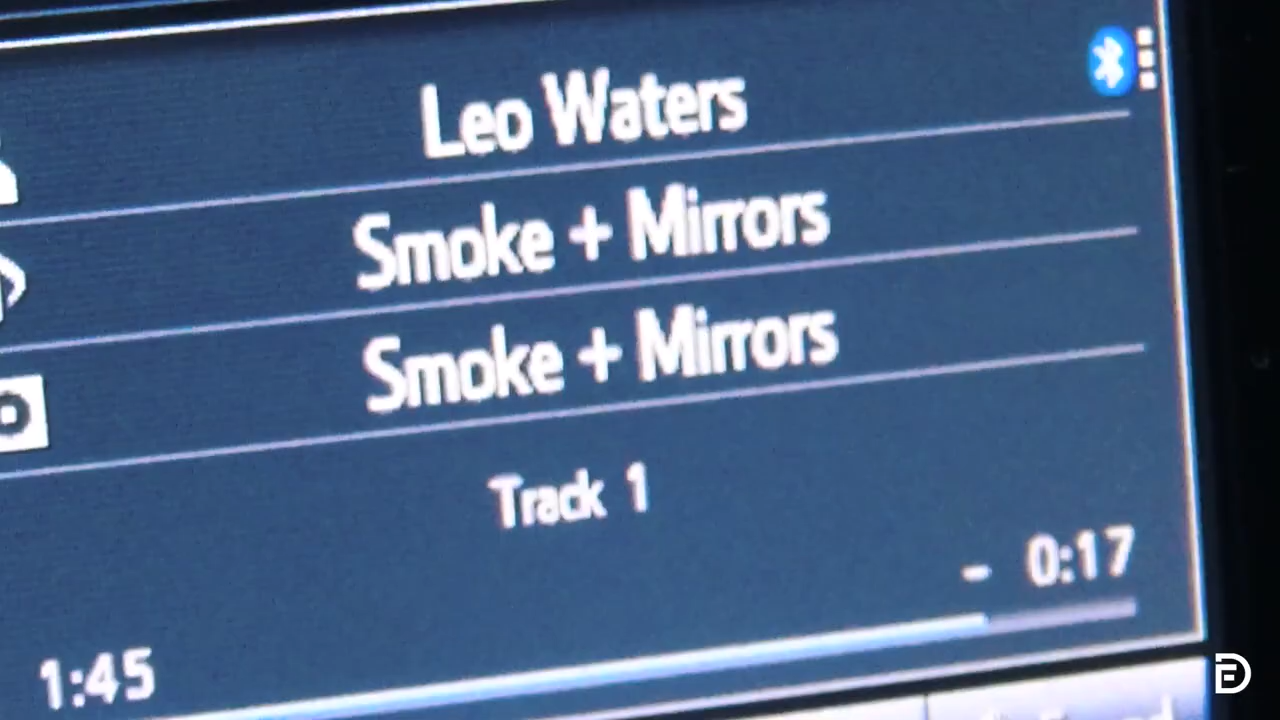 Leo Waters
Smoke + Mirrors
Smoke + Mirrors
Track 1
- 0:17
1:45